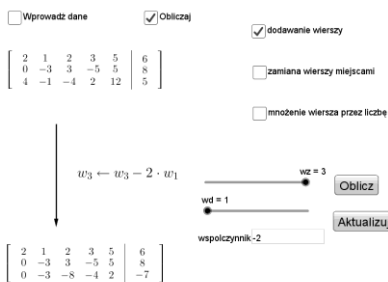 Wprowadź dane
Obliczaj
dodawanie wierszy
2 1 2 3 5 6
0 −3 3 −5 5 8
4 −1 −4 2 12 5
zamiana wierszy miejscami
mnożenie wiersza przez liczbę
w₃ ← w₃ − 2 · w₁
wz = 3
Oblicz
wd = 1
Aktualizuj
wspolczynnik -2
2 1 2 3 5 6
0 −3 3 −5 5 8
0 −3 −8 −4 2 −7